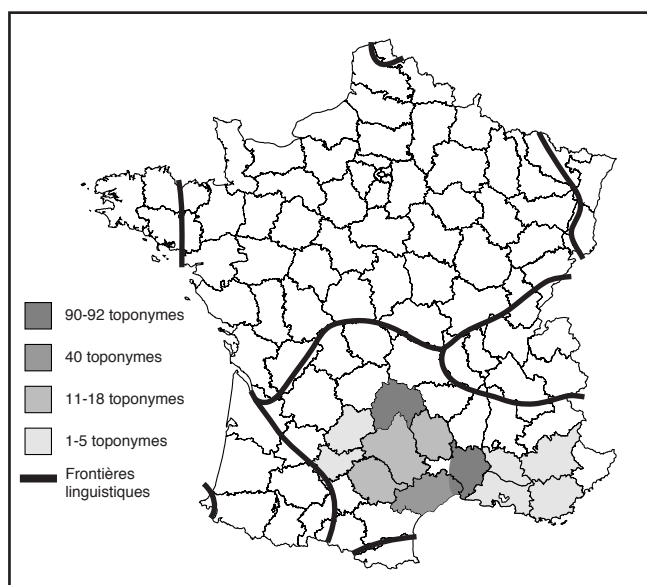 90-92 toponymes
40 toponymes
11-18 toponymes
1-5 toponymes
Frontières
linguistiques